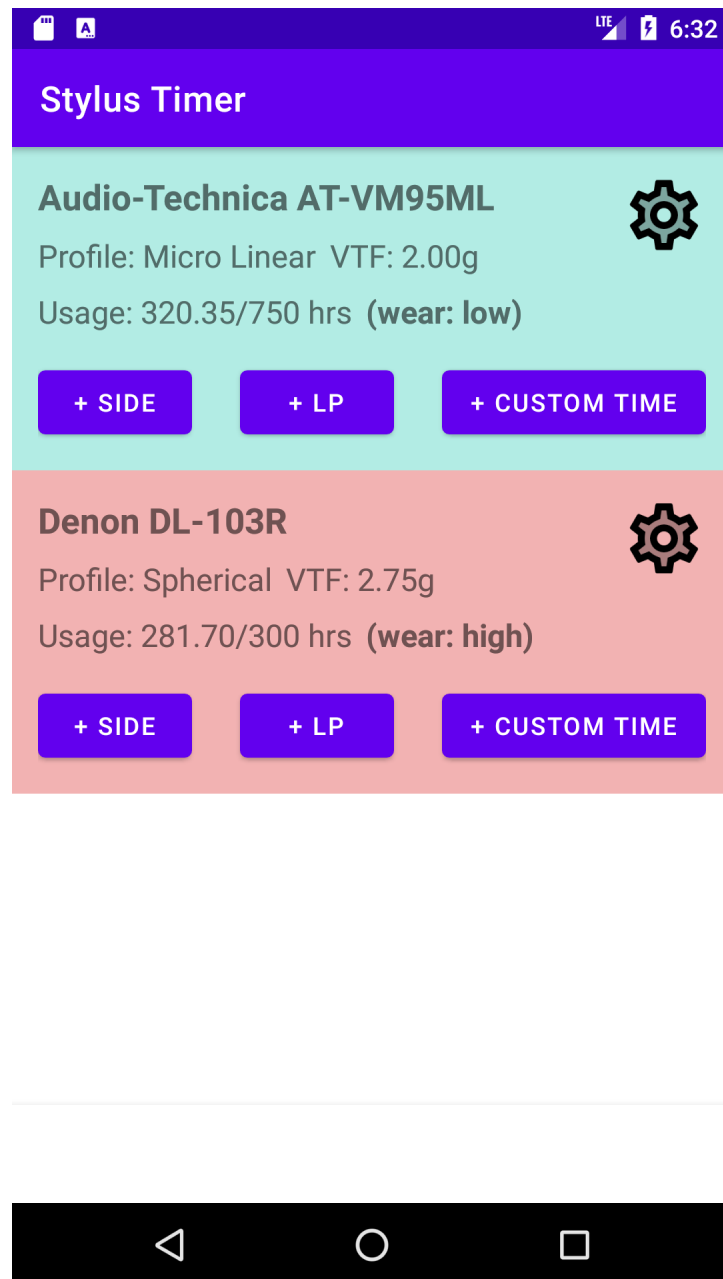 LTE 6:32
Stylus Timer
Audio-Technica AT-VM95ML
Profile: Micro Linear VTF: 2.00g
Usage: 320.35/750 hrs (wear: low)
+ SIDE + LP + CUSTOM TIME
Denon DL-103R
Profile: Spherical VTF: 2.75g
Usage: 281.70/300 hrs (wear: high)
+ SIDE + LP + CUSTOM TIME